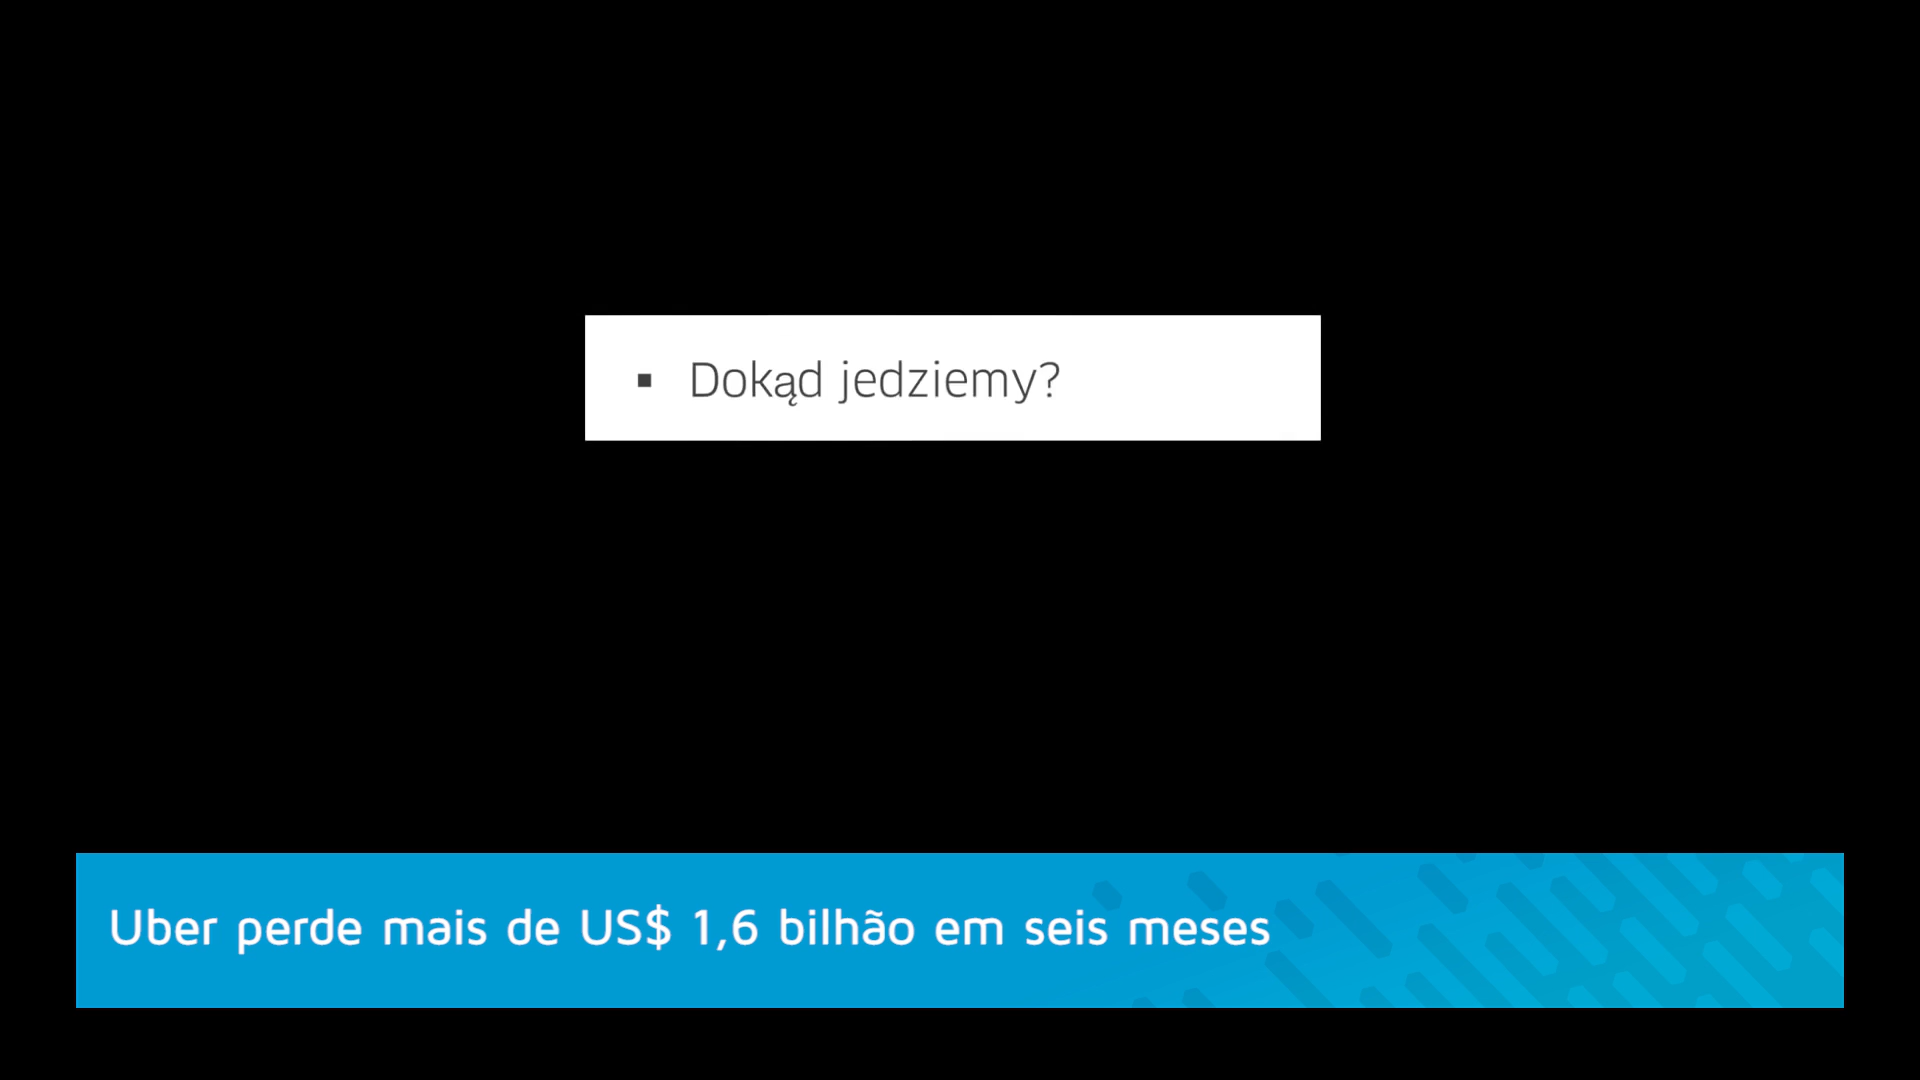 Dokąd jedziemy?
Uber perde mais de US$ 1,6 bilhão em seis meses